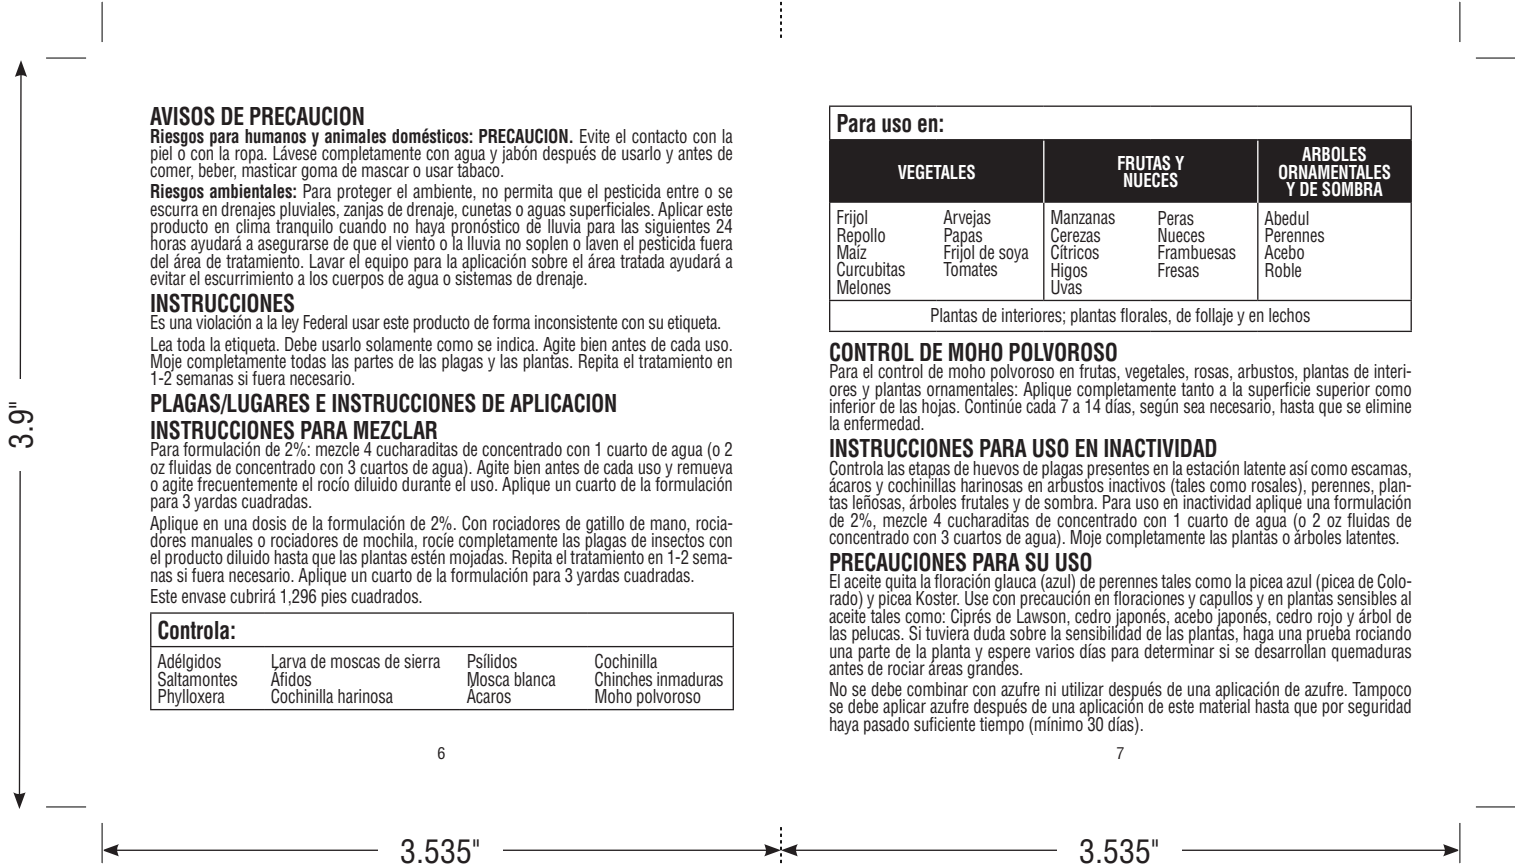 AVISOS DE PRECAUCION
Riesgos para humanos y animales domésticos: PRECAUCION. Evite el contacto con la
piel o con la ropa. Lávese completamente con agua y jabón después de usarlo y antes de
comer, beber, masticar goma de mascar o usar tabaco.
Riesgos ambientales: Para proteger el ambiente, no permita que el pesticida entre o se
escurra en drenajes pluviales, zanjas de drenaje, cunetas o aguas superficiales. Aplicar este
producto en clima tranquilo cuando no haya pronóstico de lluvia para las siguientes 24
horas ayudará a asegurarse de que el viento o la lluvia no soplen o laven el pesticida fuera
del área de tratamiento. Lavar el equipo para la aplicación sobre el área tratada ayudará a
evitar el escurrimiento a los cuerpos de agua o sistemas de drenaje.
INSTRUCCIONES
Es una violación a la ley Federal usar este producto de forma inconsistente con su etiqueta.
Lea toda la etiqueta. Debe usarlo solamente como se indica. Agite bien antes de cada uso.
Moje completamente todas las partes de las plagas y las plantas. Repita el tratamiento en
1-2 semanas si fuera necesario.
PLAGAS/LUGARES E INSTRUCCIONES DE APLICACION
INSTRUCCIONES PARA MEZCLAR
Para formulación de 2%: mezcle 4 cucharaditas de concentrado con 1 cuarto de agua (o 2
oz fluidas de concentrado con 3 cuartos de agua). Agite bien antes de cada uso y remueva
o agite frecuentemente el rocío diluido durante el uso. Aplique un cuarto de la formulación
para 3 yardas cuadradas.
Aplique en una dosis de la formulación de 2%. Con rociadores de gatillo de mano, rocia-
dores manuales o rociadores de mochila, rocíe completamente las plagas de insectos con
el producto diluido hasta que las plantas estén mojadas. Repita el tratamiento en 1-2 sema-
nas si fuera necesario. Aplique un cuarto de la formulación para 3 yardas cuadradas.
Este envase cubrirá 1,296 pies cuadrados.
Controla:
Adélgidos Larva de moscas de sierra Psílidos Cochinilla
Saltamontes Áfidos Mosca blanca Chinches inmaduras
Phylloxera Cochinilla harinosa Ácaros Moho polvoroso
6
Para uso en:
VEGETALES
FRUTAS Y
NUECES
ARBOLES
ORNAMENTALES
Y DE SOMBRA
Frijol Arvejas Manzanas Peras Abedul
Repollo Papas Cerezas Nueces Perennes
Maíz Frijol de soya Cítricos Frambuesas Acebo
Curcubitas Tomates Higos Fresas Roble
Melones Uvas
Plantas de interiores; plantas florales, de follaje y en lechos
CONTROL DE MOHO POLVOROSO
Para el control de moho polvoroso en frutas, vegetales, rosas, arbustos, plantas de interi-
ores y plantas ornamentales: Aplique completamente tanto a la superficie superior como
inferior de las hojas. Continúe cada 7 a 14 días, según sea necesario, hasta que se elimine
la enfermedad.
INSTRUCCIONES PARA USO EN INACTIVIDAD
Controla las etapas de huevos de plagas presentes en la estación latente así como escamas,
ácaros y cochinillas harinosas en arbustos inactivos (tales como rosales), perennes, plan-
tas leñosas, árboles frutales y de sombra. Para uso en inactividad aplique una formulación
de 2%, mezcle 4 cucharaditas de concentrado con 1 cuarto de agua (o 2 oz fluidas de
concentrado con 3 cuartos de agua). Moje completamente las plantas o árboles latentes.
PRECAUCIONES PARA SU USO
El aceite quita la floración glauca (azul) de perennes tales como la picea azul (picea de Colo-
rado) y picea Koster. Use con precaución en floraciones y capullos y en plantas sensibles al
aceite tales como: Ciprés de Lawson, cedro japonés, acebo japonés, cedro rojo y árbol de
las pelucas. Si tuviera duda sobre la sensibilidad de las plantas, haga una prueba rociando
una parte de la planta y espere varios días para determinar si se desarrollan quemaduras
antes de rociar áreas grandes.
No se debe combinar con azufre ni utilizar después de una aplicación de azufre. Tampoco
se debe aplicar azufre después de una aplicación de este material hasta que por seguridad
haya pasado suficiente tiempo (mínimo 30 días).
7
3.9"
3.535"
3.535"